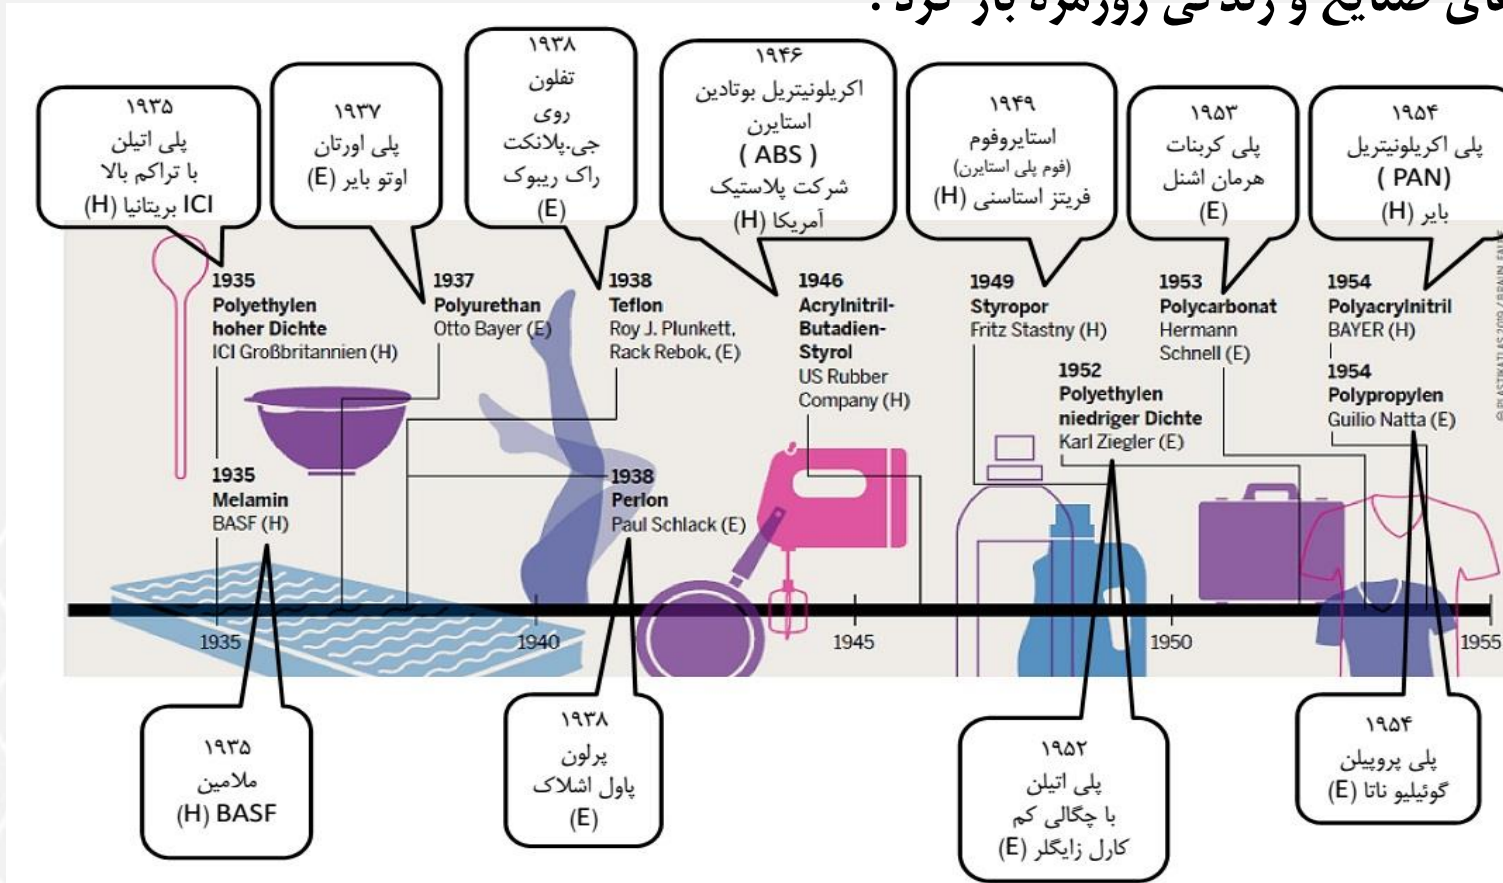 های صنایع و زندگی روزمره باز کرد .
۱۹۳۵
پلی اتیلن
با تراکم بالا
ICI بریتانیا (H)
۱۹۳۷
پلی اورتان
اوتو بایر (E)
۱۹۳۸
تفلون
روی
جی.پلانکت
راک ریبوک
(E)
۱۹۴۶
اکریلونیتریل بوتادین
استایرن
( ABS )
شرکت پلاستیک
آمریکا (H)
۱۹۴۹
استایروفوم
(فوم پلی استایرن)
فریتز استاسنی (H)
۱۹۵۳
پلی کربنات
هرمان اشنل
(E)
۱۹۵۴
پلی اکریلونیتریل
( PAN)
بایر (H)
1935
Polyethylen
hoher Dichte
ICI Großbritannien (H)
1937
Polyurethan
Otto Bayer (E)
1938
Teflon
Roy J. Plunkett,
Rack Rebok, (E)
1946
Acrylnitril-
Butadien-
Styrol
US Rubber
Company (H)
1949
Styropor
Fritz Stastny (H)
1952
Polyethylen
niedriger Dichte
Karl Ziegler (E)
1953
Polycarbonat
Hermann
Schnell (E)
1954
Polyacrylnitril
BAYER (H)
1954
Polypropylen
Guilio Natta (E)
1935
Melamin
BASF (H)
1938
Perlon
Paul Schlack (E)
1935
1940
1945
1950
1955
۱۹۳۵
ملامین
BASF (H)
۱۹۳۸
پرلون
پاول اشلاک
(E)
۱۹۵۲
پلی اتیلن
با چگالی کم
کارل زایگلر (E)
۱۹۵۴
پلی پروپیلن
گوئیلیو ناتا (E)